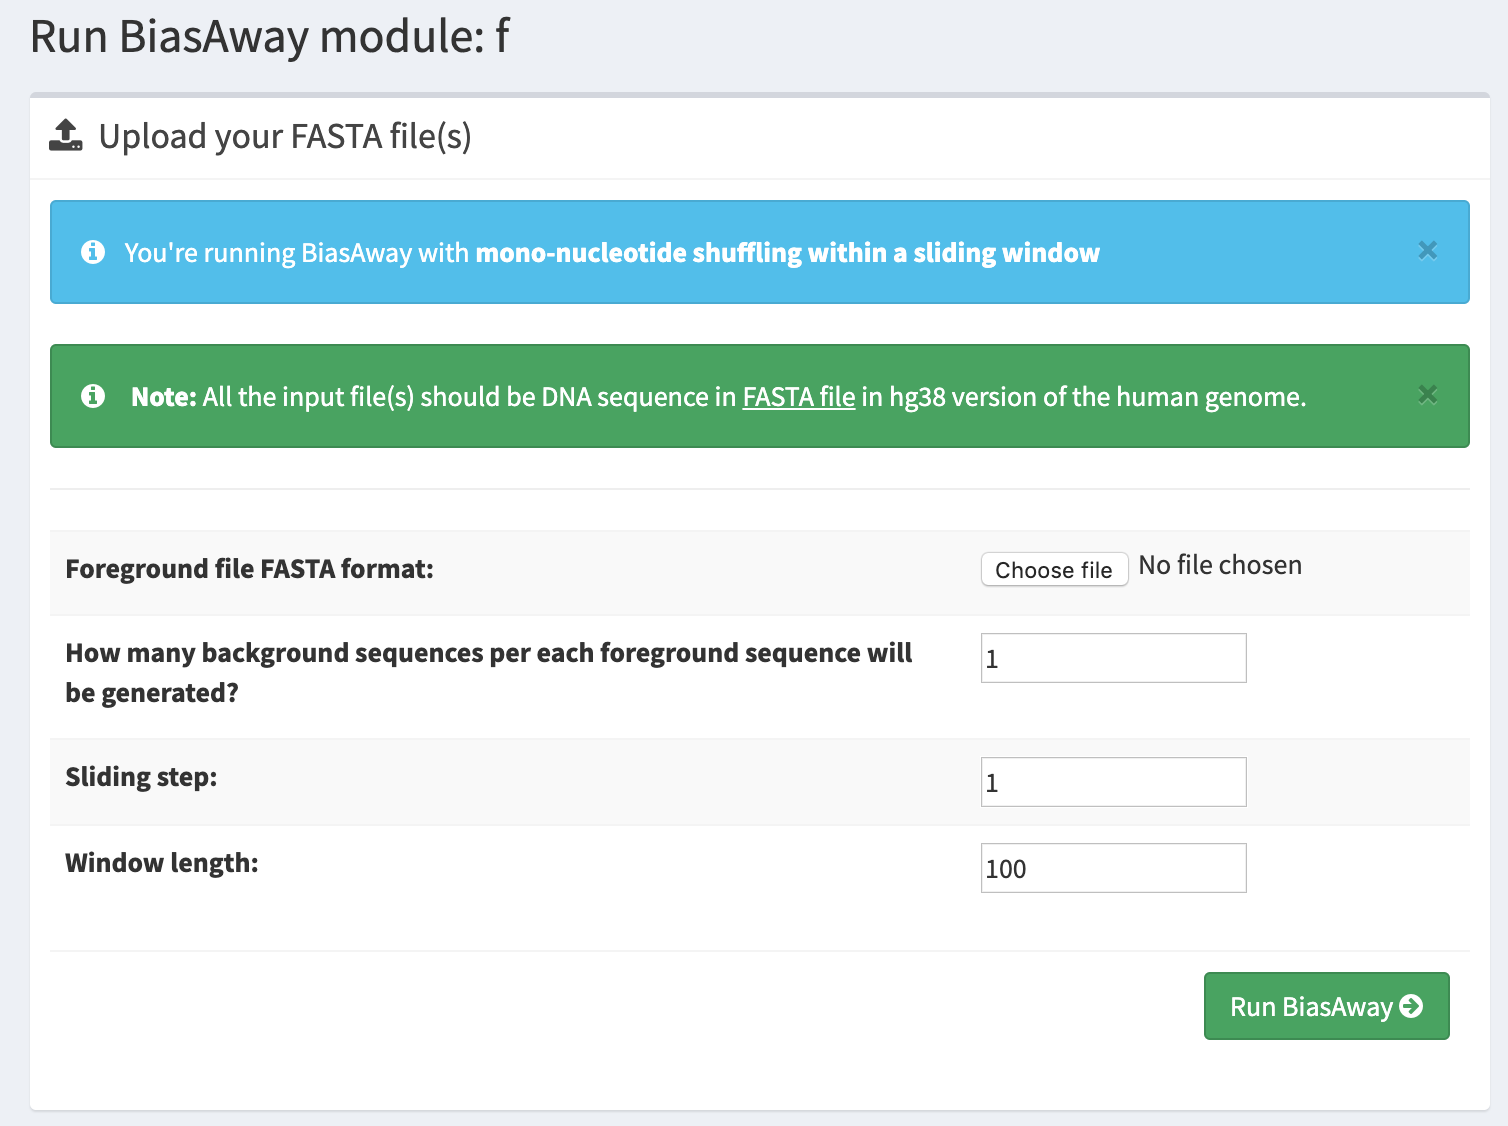 Run BiasAway module: f
Upload your FASTA file(s)
You're running BiasAway with mono-nucleotide shuffling within a sliding window
×
Note: All the input file(s) should be DNA sequence in FASTA file in hg38 version of the human genome.
×
Foreground file FASTA format:
Choose file No file chosen
How many background sequences per each foreground sequence will
be generated?
1
Sliding step:
1
Window length:
100
Run BiasAway